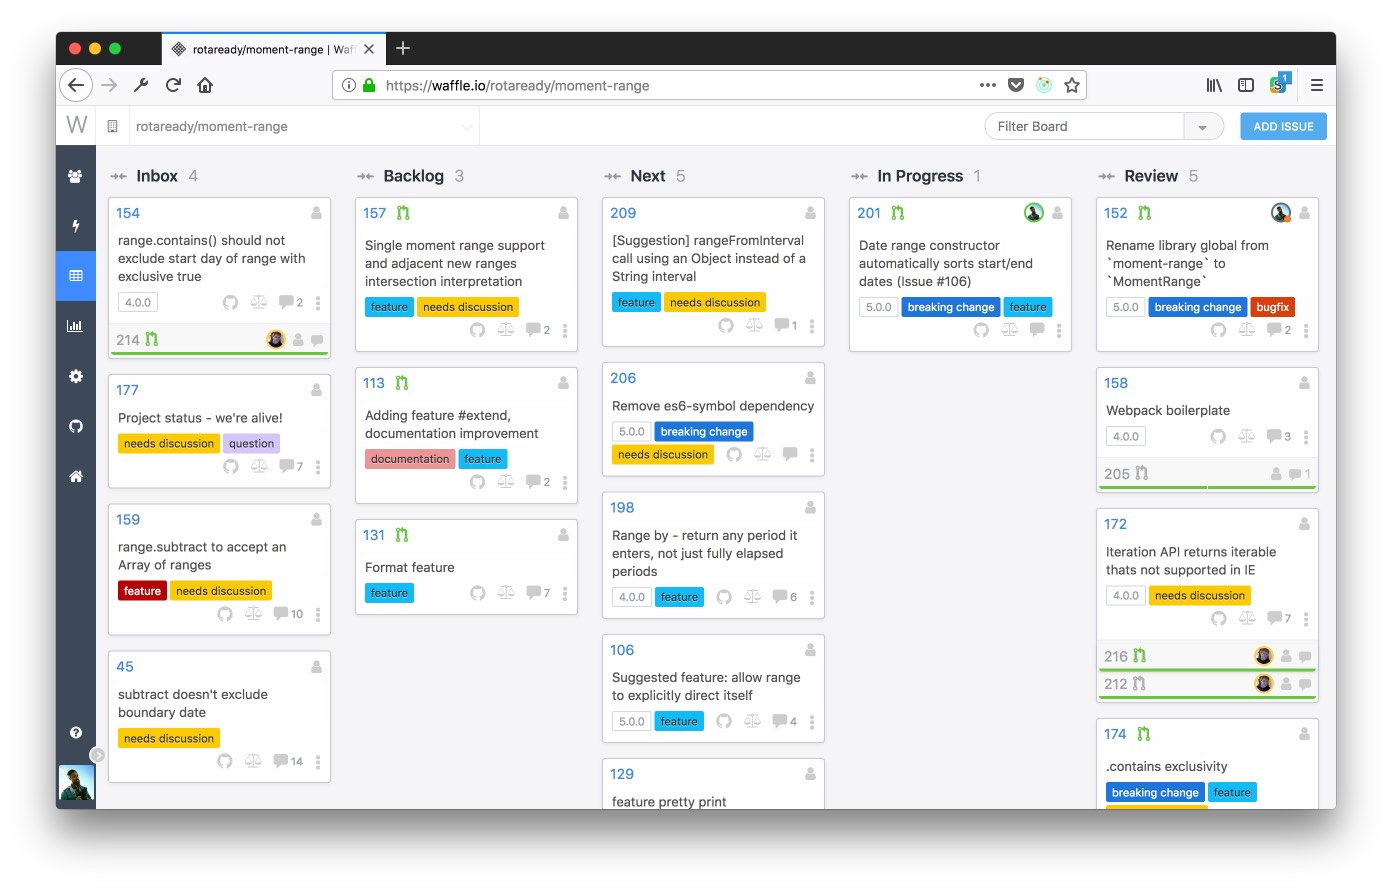 rotaready/moment-range | Waf
https://waffle.io/rotaready/moment-range
1
W
rotaready/moment-range
Filter Board
ADD ISSUE
Inbox 4
154
range.contains() should not
exclude start day of range with
exclusive true
4.0.0
2
214
177
Project status - we're alive!
needs discussion question
7
159
range.subtract to accept an
Array of ranges
feature needs discussion
10
45
subtract doesn't exclude
boundary date
needs discussion
14
Backlog 3
157
Single moment range support
and adjacent new ranges
intersection interpretation
feature needs discussion
2
113
Adding feature #extend,
documentation improvement
documentation feature
2
131
Format feature
feature
7
Next 5
209
[Suggestion] rangeFromInterval
call using an Object instead of a
String interval
feature needs discussion
1
206
Remove es6-symbol dependency
5.0.0 breaking change
needs discussion
198
Range by - return any period it
enters, not just fully elapsed
periods
4.0.0 feature 6
106
Suggested feature: allow range
to explicitly direct itself
5.0.0 feature 4
129
feature pretty print
In Progress 1
201
Date range constructor
automatically sorts start/end
dates (Issue #106)
5.0.0 breaking change feature
Review 5
152
Rename library global from
`moment-range` to
`MomentRange`
5.0.0 breaking change bugfix
2
158
Webpack boilerplate
4.0.0 3
205 1
172
Iteration API returns iterable
thats not supported in IE
4.0.0 needs discussion
7
216
212
174
.contains exclusivity
breaking change feature